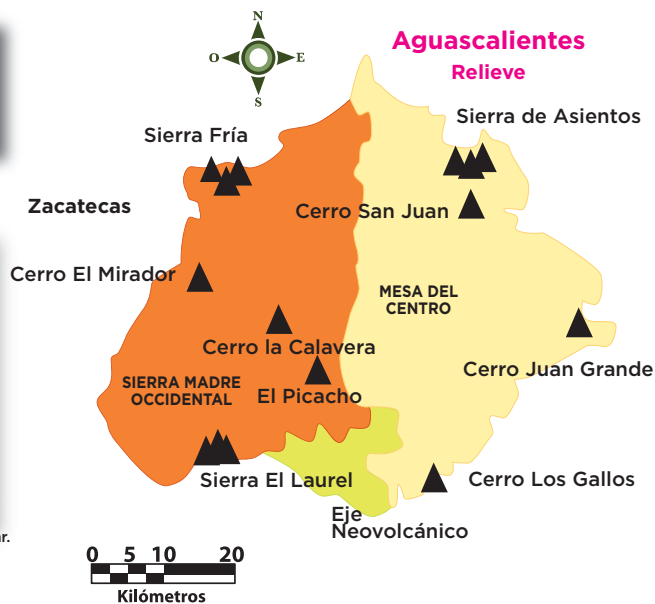 Aguascalientes
Relieve
N
O
E
S
Sierra de Asientos
Sierra Fría
Zacatecas
Cerro San Juan
Cerro El Mirador
MESA DEL
CENTRO
Cerro la Calavera
Cerro Juan Grande
SIERRA MADRE
OCCIDENTAL
El Picacho
Sierra El Laurel
Cerro Los Gallos
Eje
Neovolcánico
r.
0 5 10 20
Kilómetros